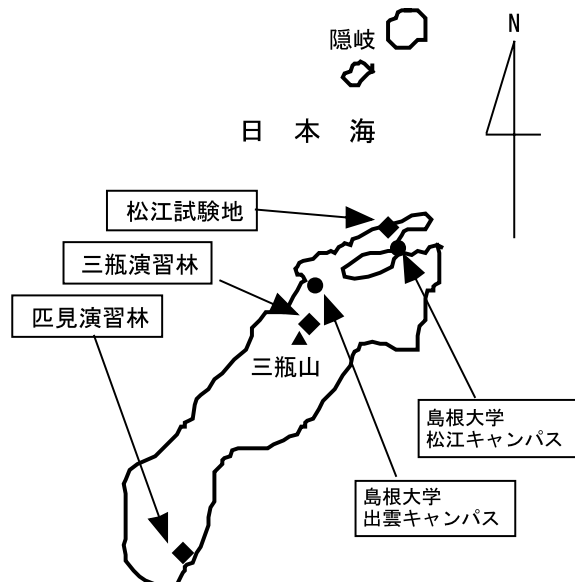 隠岐
N
日本海
松江試験地
三瓶演習林
匹見演習林
三瓶山
島根大学
松江キャンパス
島根大学
出雲キャンパス